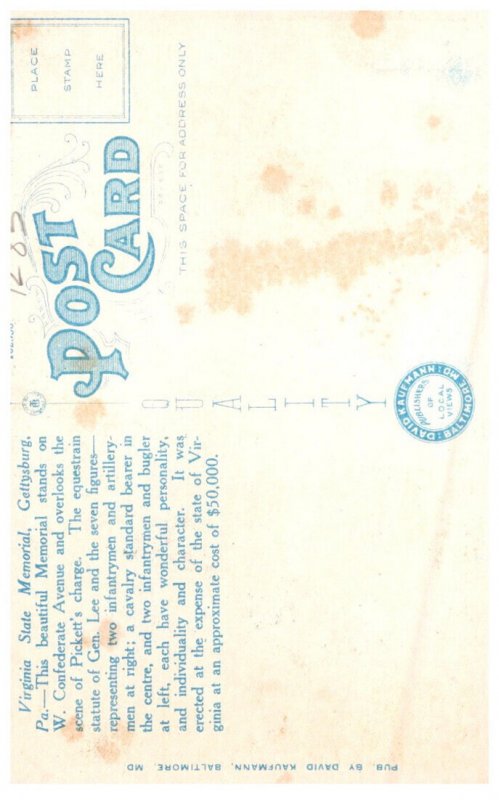 Virginia State Memorial, Gettysburg,
Pa.—This beautiful Memorial stands on
W. Confederate Avenue and overlooks the
scene of Pickett's charge. The equestrain
statute of Gen. Lee and the seven figures—
representing two infantrymen and artillery-
men at right; a cavalry standard bearer in
the centre, and two infantrymen and bugler
at left, each have wonderful personality,
and individuality and character. It was
erected at the expense of the state of Vir-
ginia at an approximate cost of $50,000.
POST
CARD
PLACE
STAMP
HERE
THIS SPACE FOR ADDRESS ONLY
QUALITY
DAVID KAUFMANN:
BALTIMORE MD:
PUBLISHERS
OF
LOCAL
VIEWS
PUB. BY DAVID KAUFMANN, BALTIMORE, MD